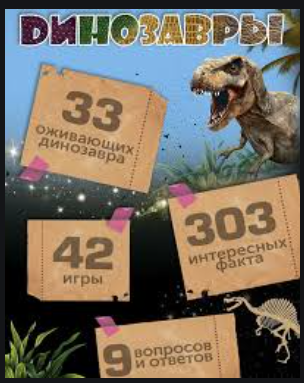 ДИНОЗАВРЫ
33
оживающих
динозавра
303
интересных
факта
42
игры
9 вопросов
и ответов